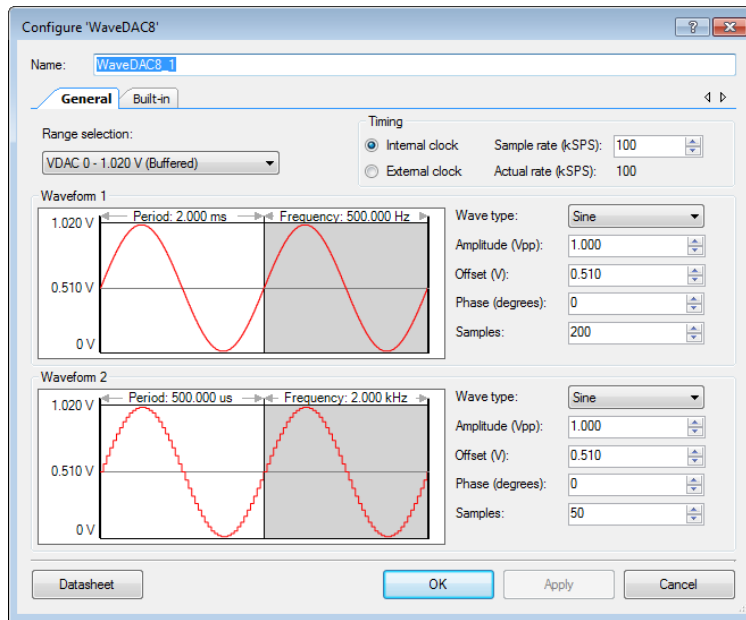 Configure 'WaveDAC8'
Name: WaveDAC8_1
General Built-in
Range selection:
VDAC 0 - 1.020 V (Buffered)
Timing
Internal clock Sample rate (kSPS): 100
External clock Actual rate (kSPS): 100
Waveform 1
1.020 V Period: 2.000 ms Frequency: 500.000 Hz
0.510 V
0 V
Wave type: Sine
Amplitude (Vpp): 1.000
Offset (V): 0.510
Phase (degrees): 0
Samples: 200
Waveform 2
1.020 V Period: 500.000 us Frequency: 2.000 kHz
0.510 V
0 V
Wave type: Sine
Amplitude (Vpp): 1.000
Offset (V): 0.510
Phase (degrees): 0
Samples: 50
Datasheet OK Apply Cancel